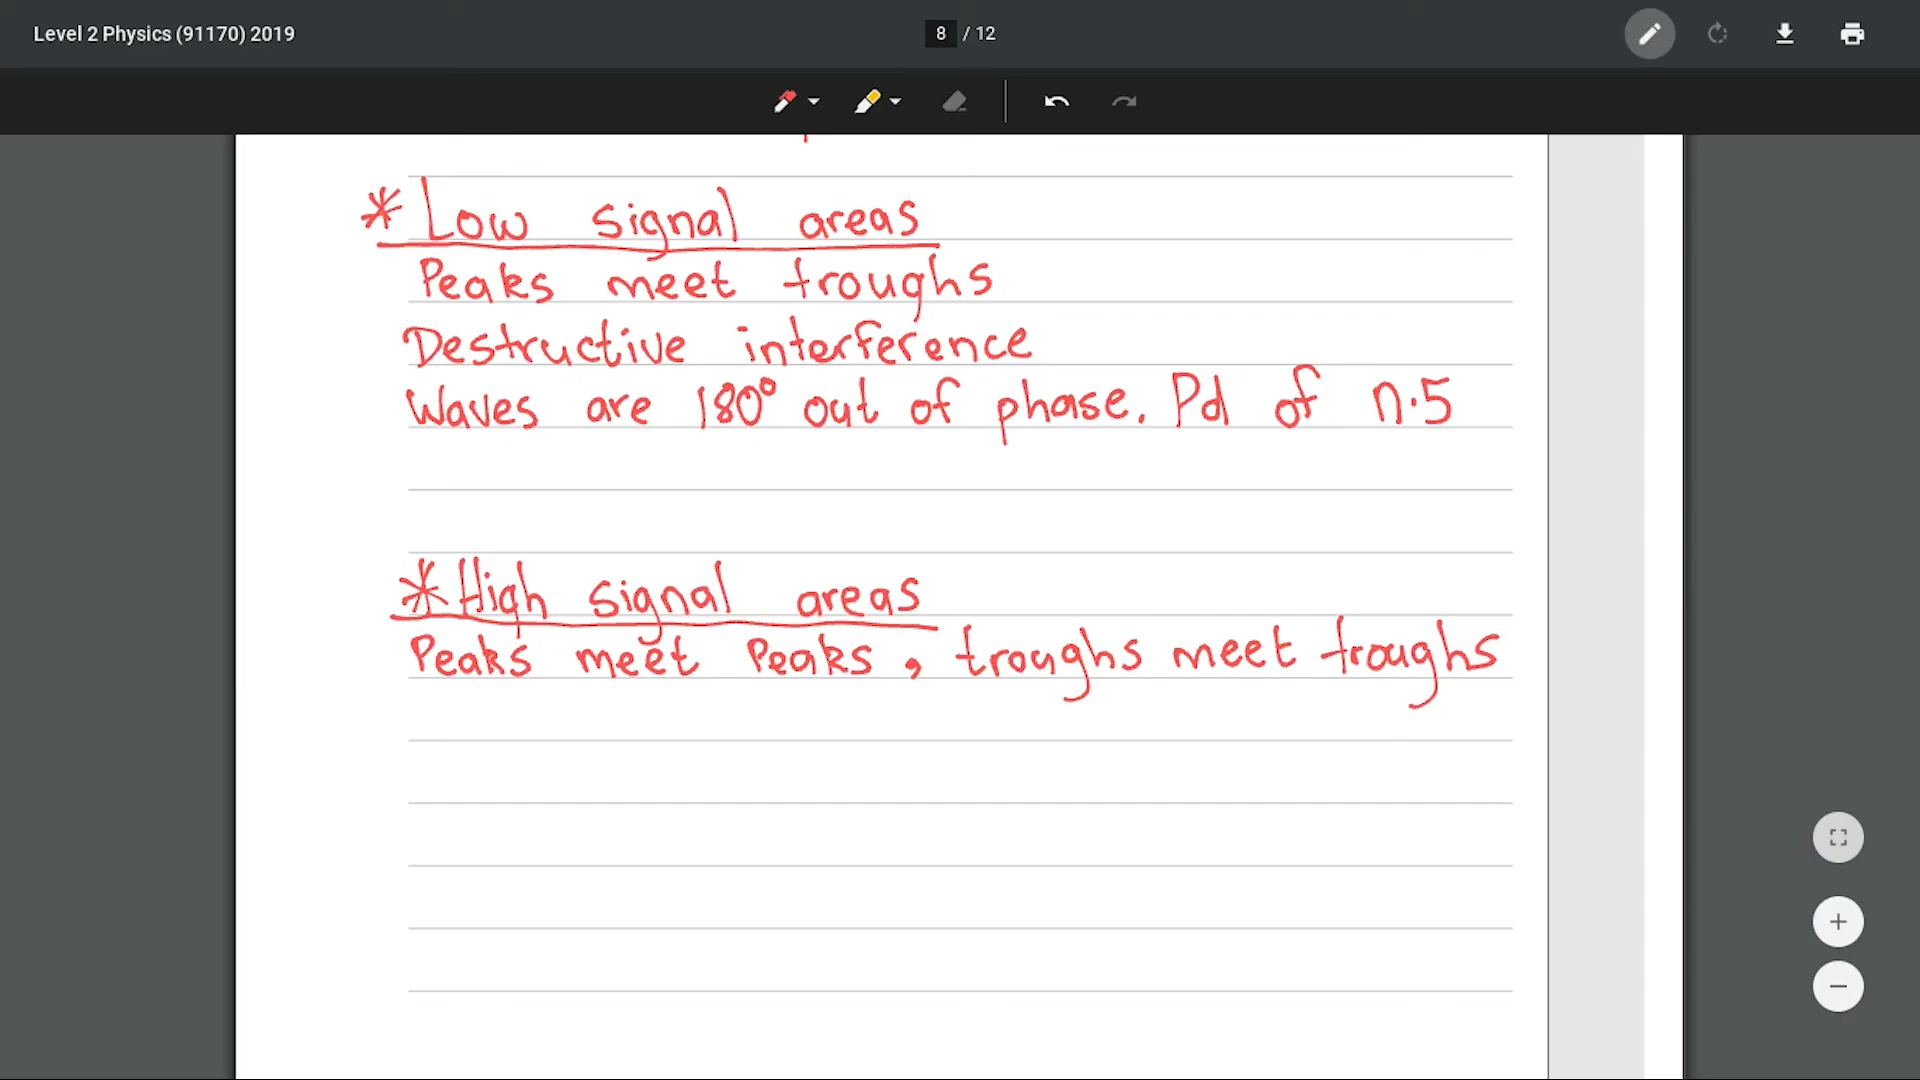 Level 2 Physics (91170) 2019
8 / 12
* Low signal areas
Peaks meet troughs
Destructive interference
Waves are 180° out of phase. Pd of n.5
* High signal areas
Peaks meet Peaks, troughs meet troughs